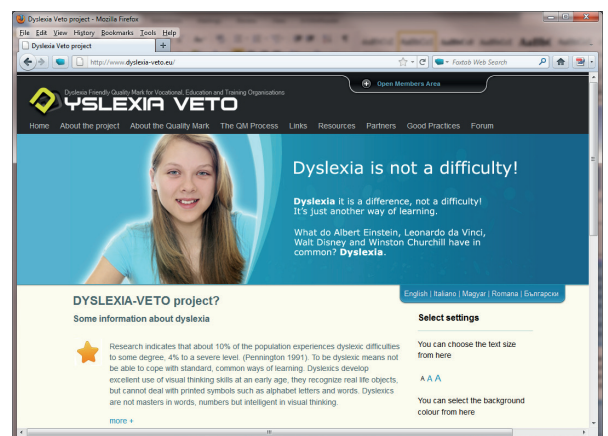 Dyslexia Veto project - Mozilla Firefox
File Edit View History Bookmarks Tools Help
Dyslexia Veto project
http://www.dyslexia-veto.eu/
Foxtab Web Search
Open Members Area
Dyslexia Friendly Quality Mark for Vocational, Education and Training Organisations
DYSLEXIA VETO
Home About the project About the Quality Mark The QM Process Links Resources Partners Good Practices Forum
Dyslexia is not a difficulty!
Dyslexia it is a difference, not a difficulty!
It's just another way of learning.
What do Albert Einstein, Leonardo da Vinci,
Walt Disney and Winston Churchill have in
common? Dyslexia.
English | Italiano | Magyar | Romana | Български
DYSLEXIA-VETO project?
Some information about dyslexia
Research indicates that about 10% of the population experiences dyslexic difficulties
to some degree, 4% to a severe level. (Pennington 1991). To be dyslexic means not
be able to cope with standard, common ways of learning. Dyslexics develop
excellent use of visual thinking skills at an early age, they recognize real life objects,
but cannot deal with printed symbols such as alphabet letters and words. Dyslexics
are not masters in words, numbers but intelligent in visual thinking.
more +
Select settings
You can choose the text size
from here
A A A
You can select the background
colour from here